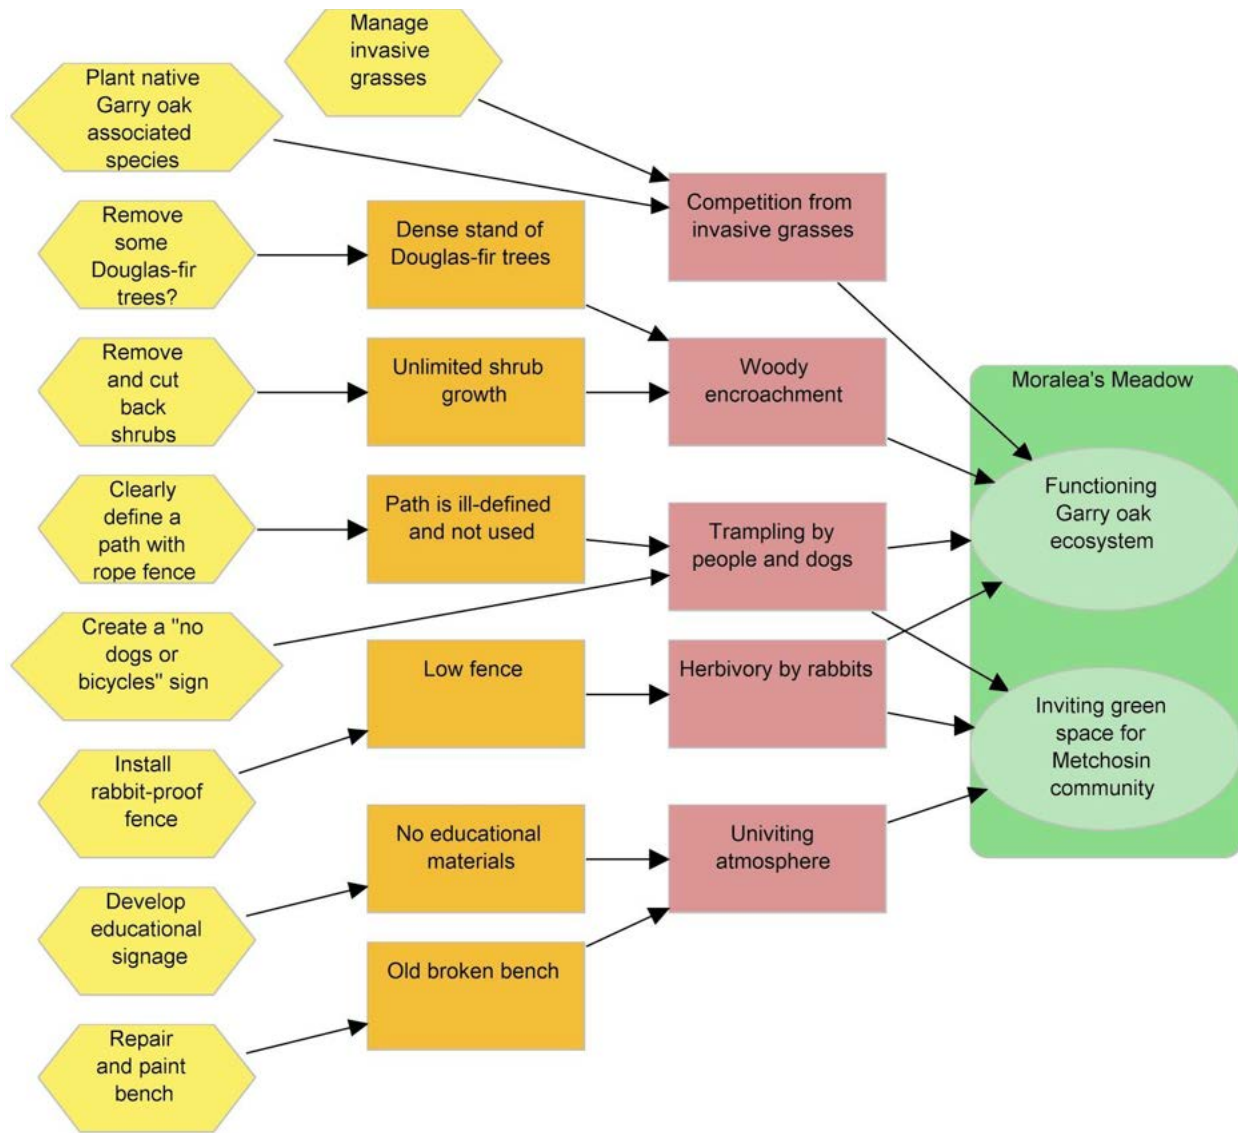 Manage
invasive
grasses
Plant native
Garry oak
associated
species
Remove
some
Douglas-fir
trees?
Remove
and cut
back
shrubs
Clearly
define a
path with
rope fence
Create a "no
dogs or
bicycles" sign
Install
rabbit-proof
fence
Develop
educational
signage
Repair
and paint
bench
Dense stand of
Douglas-fir trees
Unlimited shrub
growth
Path is ill-defined
and not used
Low fence
No educational
materials
Old broken bench
Competition from
invasive grasses
Woody
encroachment
Trampling by
people and dogs
Herbivory by rabbits
Univiting
atmosphere
Moralea's Meadow
Functioning
Garry oak
ecosystem
Inviting green
space for
Metchosin
community